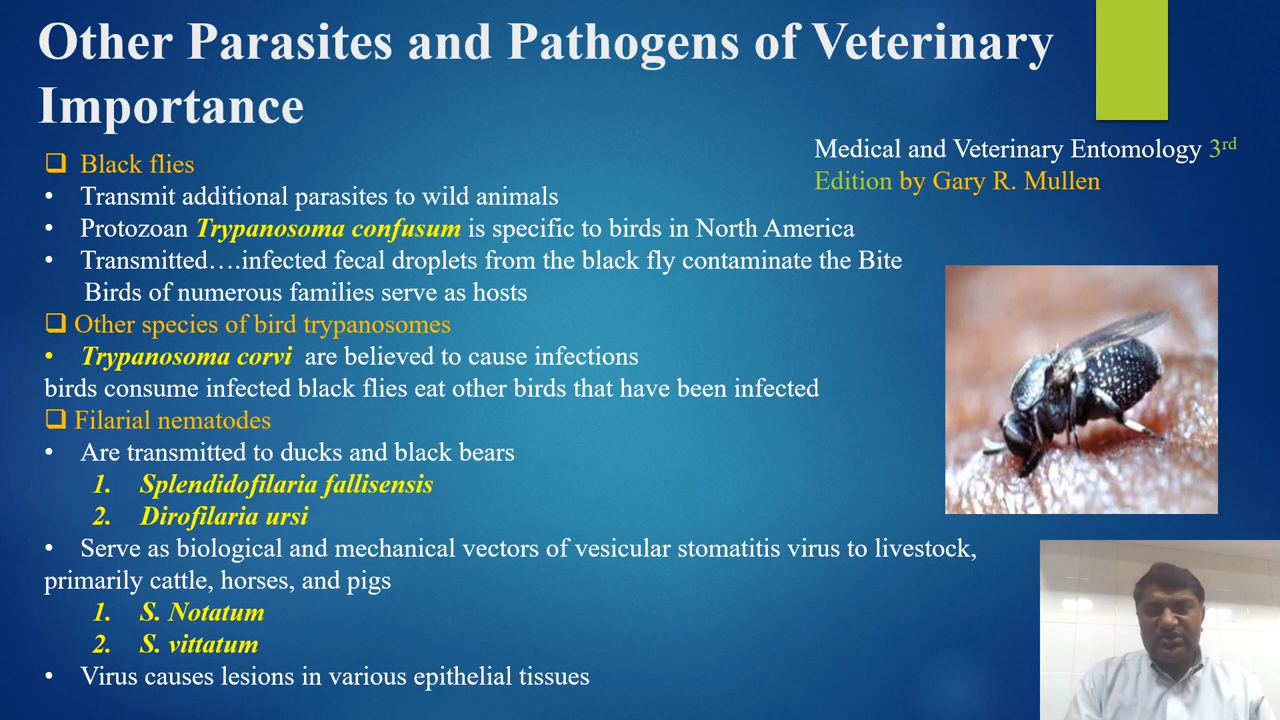 Other Parasites and Pathogens of Veterinary
Importance
Medical and Veterinary Entomology 3rd
Edition by Gary R. Mullen
❑ Black flies
• Transmit additional parasites to wild animals
• Protozoan Trypanosoma confusum is specific to birds in North America
• Transmitted….infected fecal droplets from the black fly contaminate the Bite
Birds of numerous families serve as hosts
❑ Other species of bird trypanosomes
• Trypanosoma corvi are believed to cause infections
birds consume infected black flies eat other birds that have been infected
❑ Filarial nematodes
• Are transmitted to ducks and black bears
1. Splendidofilaria fallisensis
2. Dirofilaria ursi
• Serve as biological and mechanical vectors of vesicular stomatitis virus to livestock,
primarily cattle, horses, and pigs
1. S. Notatum
2. S. vittatum
• Virus causes lesions in various epithelial tissues